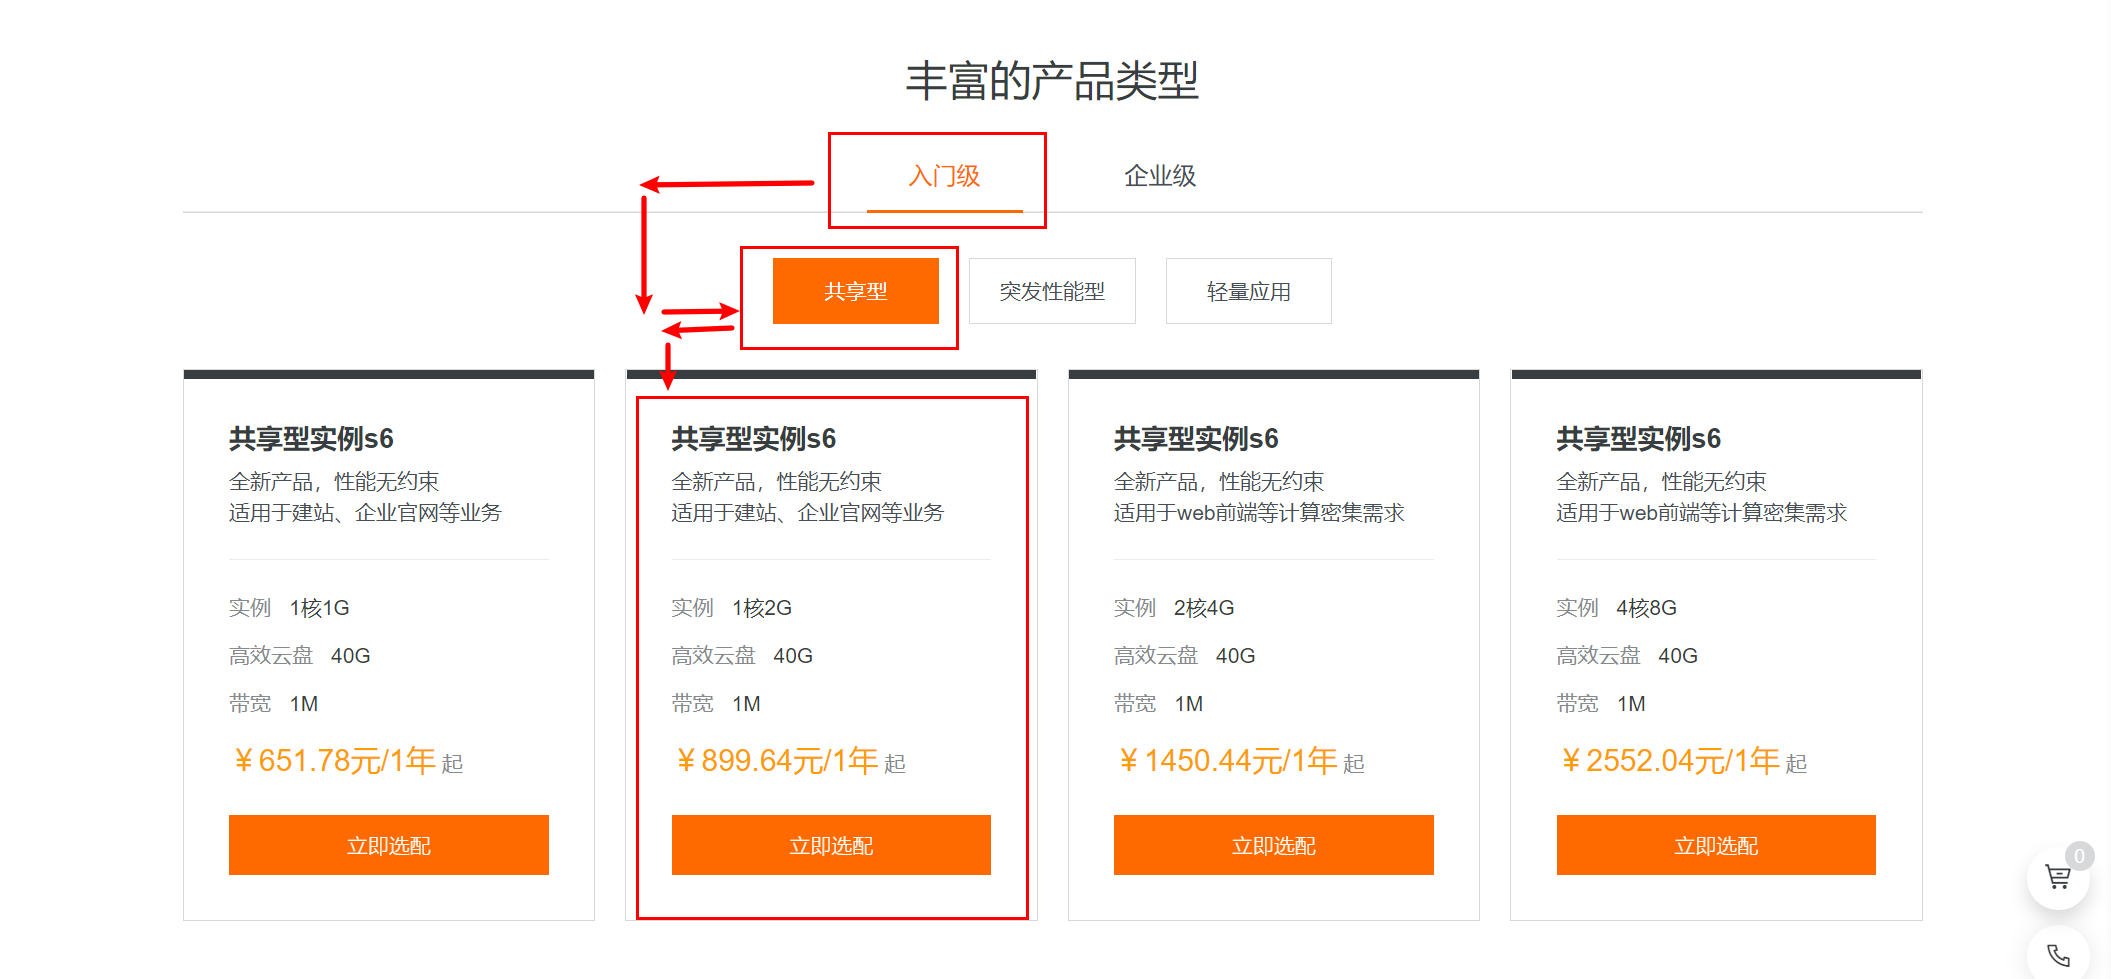 丰富的产品类型
入门级
企业级
共享型
突发性能型
轻量应用
共享型实例s6
全新产品，性能无约束
适用于建站、企业官网等业务
实例 1核1G
高效云盘 40G
带宽 1M
￥651.78元/1年 起
立即选配
共享型实例s6
全新产品，性能无约束
适用于建站、企业官网等业务
实例 1核2G
高效云盘 40G
带宽 1M
￥899.64元/1年 起
立即选配
共享型实例s6
全新产品，性能无约束
适用于web前端等计算密集需求
实例 2核4G
高效云盘 40G
带宽 1M
￥1450.44元/1年 起
立即选配
共享型实例s6
全新产品，性能无约束
适用于web前端等计算密集需求
实例 4核8G
高效云盘 40G
带宽 1M
￥2552.04元/1年 起
立即选配
0